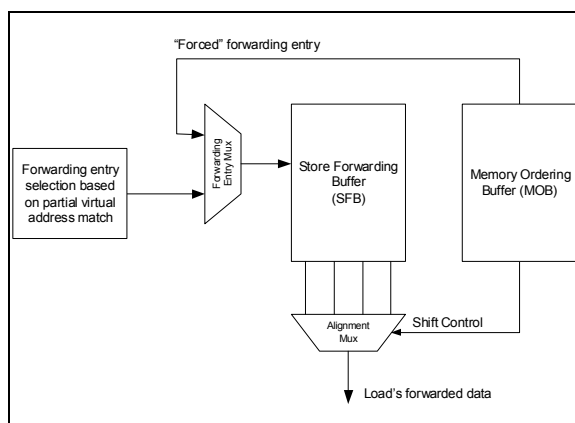 “Forced” forwarding entry
Forwarding entry
selection based
on partial virtual
address match
Forwarding
Entry Mux
Store Forwarding
Buffer
(SFB)
Memory Ordering
Buffer (MOB)
Alignment
Mux
Shift Control
Load's forwarded data